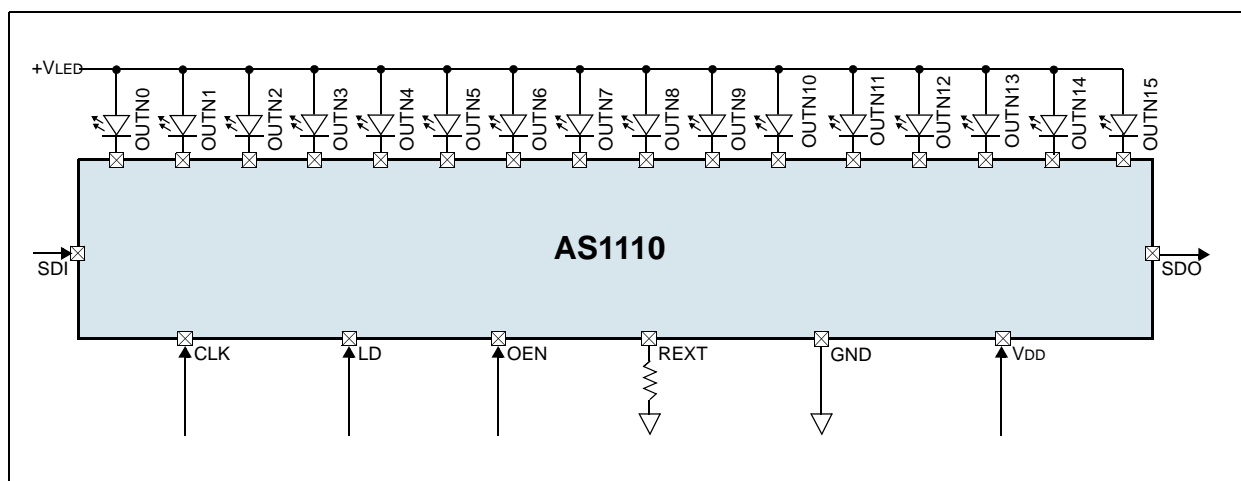 +VLED
OUTN0
OUTN1
OUTN2
OUTN3
OUTN4
OUTN5
OUTN6
OUTN7
OUTN8
OUTN9
OUTN10
OUTN11
OUTN12
OUTN13
OUTN14
OUTN15
AS1110
SDI
SDO
CLK
LD
OEN
REXT
GND
VDD